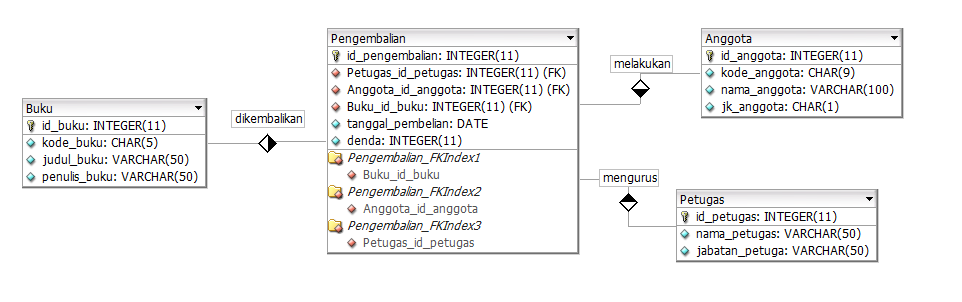 Buku
id_buku: INTEGER(11)
kode_buku: CHAR(5)
judul_buku: VARCHAR(50)
penulis_buku: VARCHAR(50)
dikembalikan
Pengembalian
id_pengembalian: INTEGER(11)
Petugas_id_petugas: INTEGER(11) (FK)
Anggota_id_anggota: INTEGER(11) (FK)
Buku_id_buku: INTEGER(11) (FK)
tanggal_pembelian: DATE
denda: INTEGER(11)
Pengembalian_FKIndex1
Buku_id_buku
Pengembalian_FKIndex2
Anggota_id_anggota
Pengembalian_FKIndex3
Petugas_id_petugas
melakukan
Anggota
id_anggota: INTEGER(11)
kode_anggota: CHAR(9)
nama_anggota: VARCHAR(100)
jk_anggota: CHAR(1)
mengurus
Petugas
id_petugas: INTEGER(11)
nama_petugas: VARCHAR(50)
jabatan_petuga: VARCHAR(50)